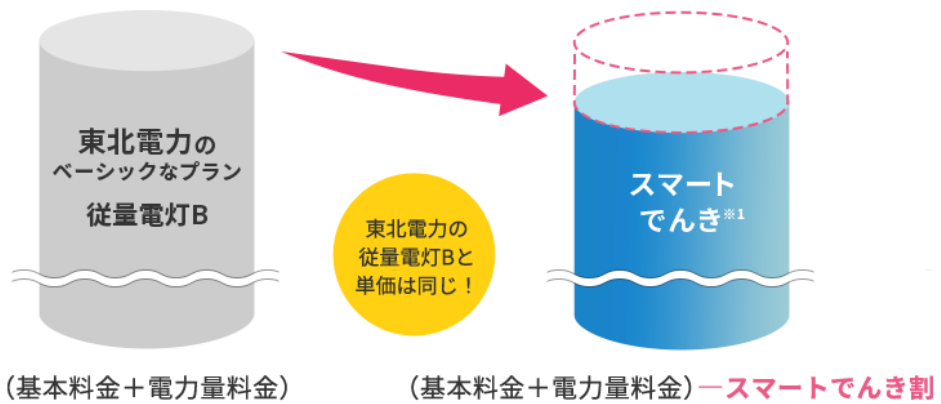 東北電力の
ベーシックなプラン
従量電灯B
東北電力の
従量電灯Bと
単価は同じ！
スマート
でんき※1
（基本料金＋電力量料金）
（基本料金＋電力量料金）ースマートでんき割